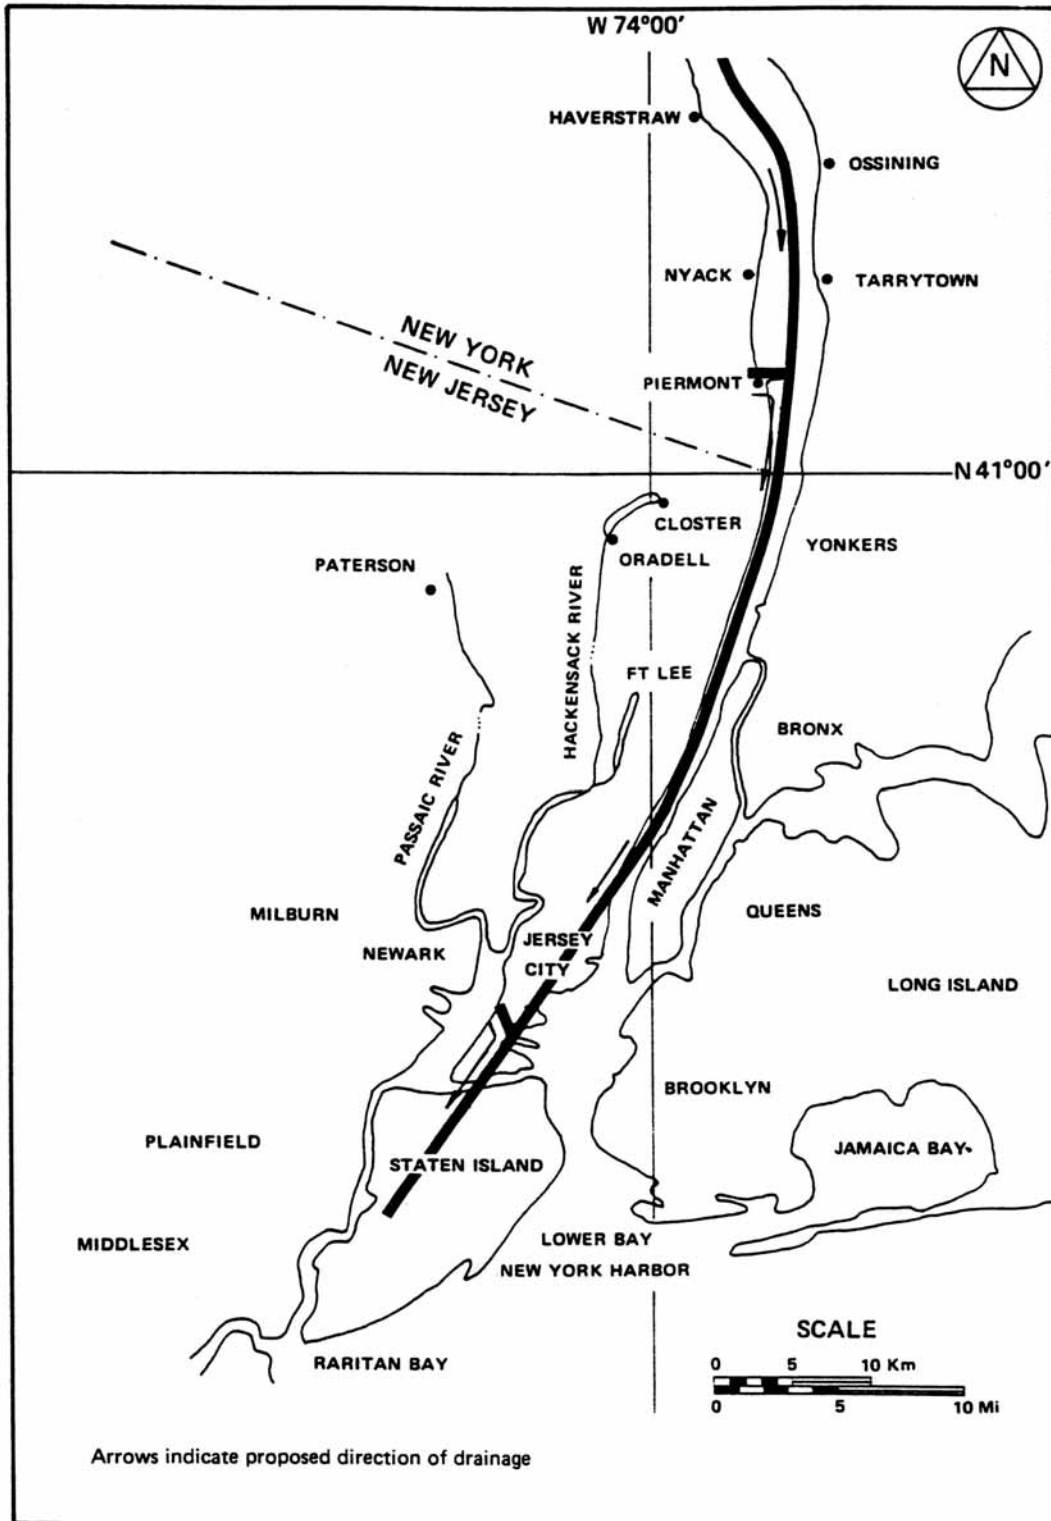 W 74°00'
N
HAVERSTRAW
OSSINING
NYACK
TARRYTOWN
NEW YORK
NEW JERSEY
PIERMONT
N 41°00'
CLOSTER
ORADELL
YONKERS
PATERSON
HACKENSACK RIVER
FT LEE
BRONX
PASSAIC RIVER
MANHATTAN
MILBURN
QUEENS
NEWARK
JERSEY
CITY
LONG ISLAND
BROOKLYN
PLAINFIELD
JAMAICA BAY
STATEN ISLAND
MIDDLESEX
LOWER BAY
NEW YORK HARBOR
RARITAN BAY
SCALE
0 5 10 Km
0 5 10 Mi
Arrows indicate proposed direction of drainage